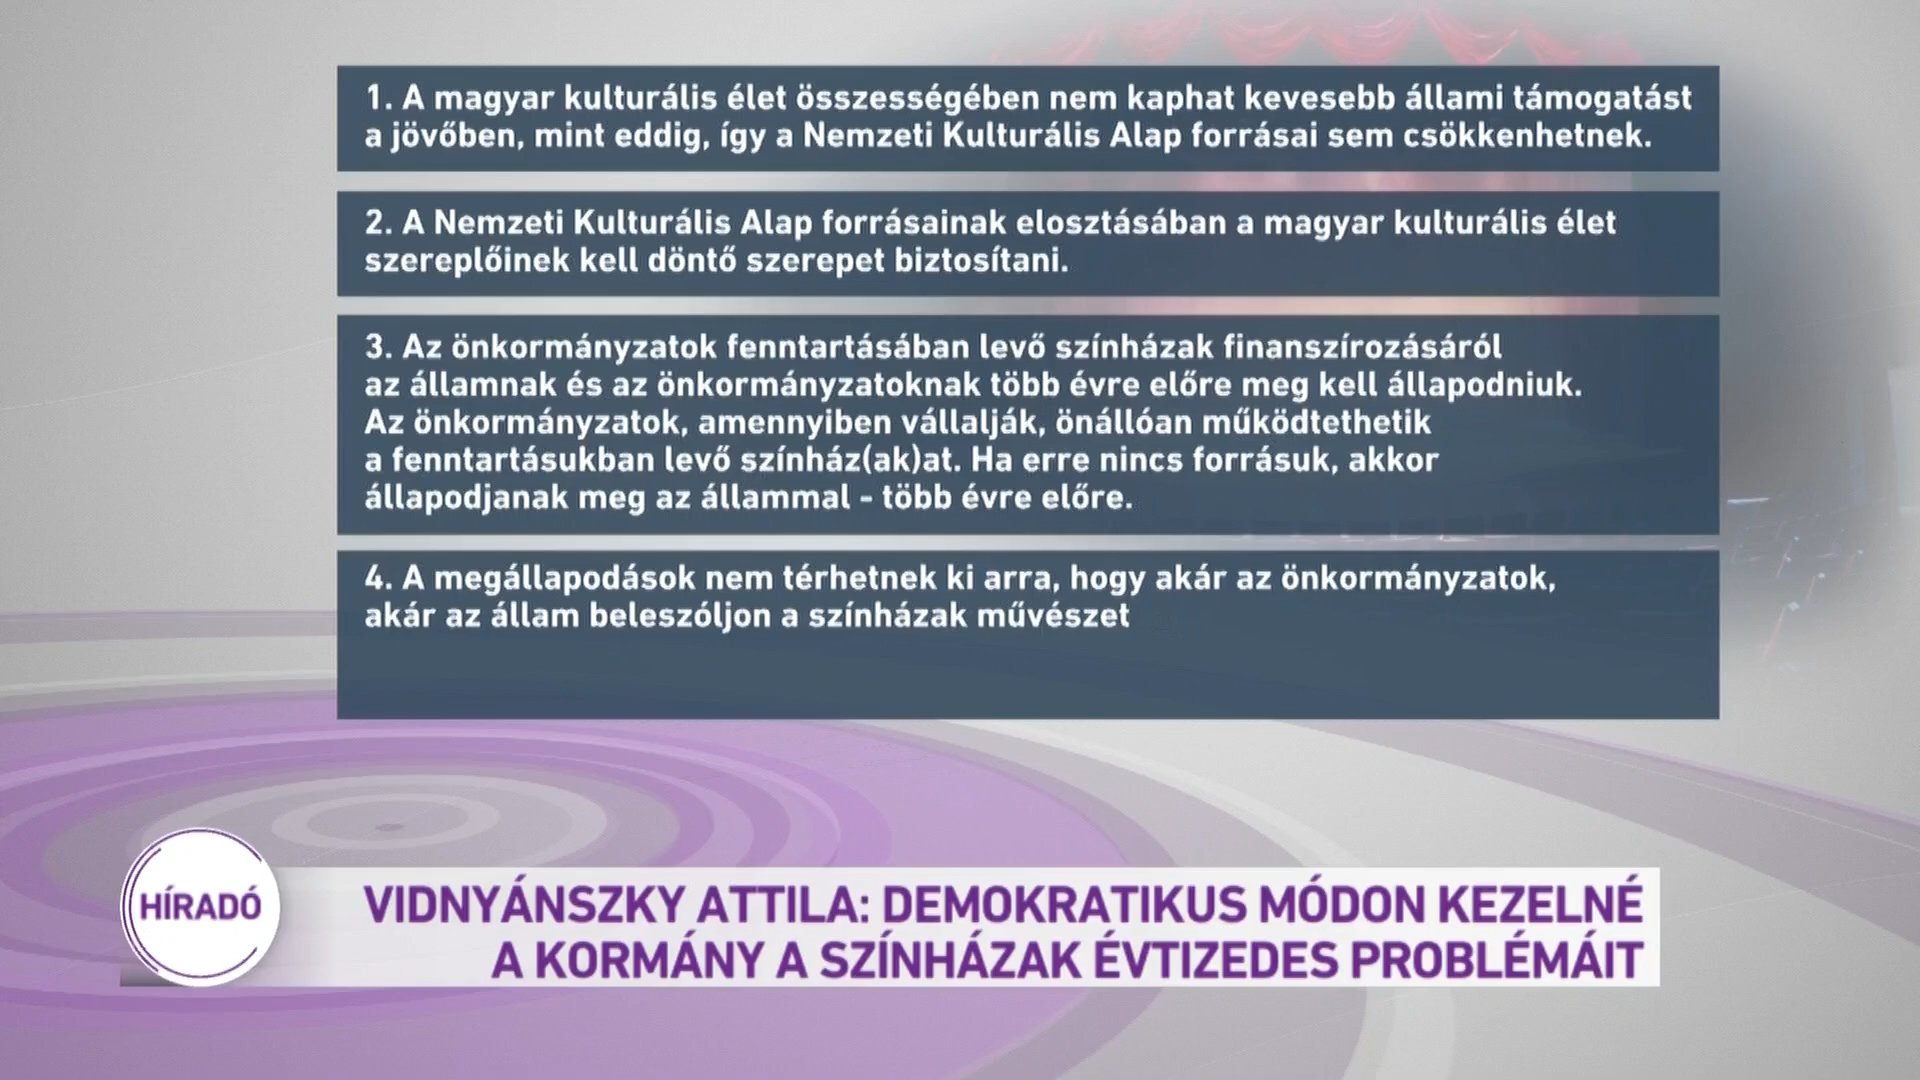 1. A magyar kulturális élet összességében nem kaphat kevesebb állami támogatást
a jövőben, mint eddig, így a Nemzeti Kulturális Alap forrásai sem csökkenhetnek.
2. A Nemzeti Kulturális Alap forrásainak elosztásában a magyar kulturális élet
szereplőinek kell döntő szerepet biztosítani.
3. Az önkormányzatok fenntartásában levő színházak finanszírozásáról
az államnak és az önkormányzatoknak több évre előre meg kell állapodniuk.
Az önkormányzatok, amennyiben vállalják, önállóan működtethetik
a fenntartásukban levő színház(ak)at. Ha erre nincs forrásuk, akkor
állapodjanak meg az állammal - több évre előre.
4. A megállapodások nem térhetnek ki arra, hogy akár az önkormányzatok,
akár az állam beleszóljon a színházak művészet
HÍRADÓ
VIDNYÁNSZKY ATTILA: DEMOKRATIKUS MÓDON KEZELNÉ
A KORMÁNY A SZÍNHÁZAK ÉVTIZEDES PROBLÉMÁIT